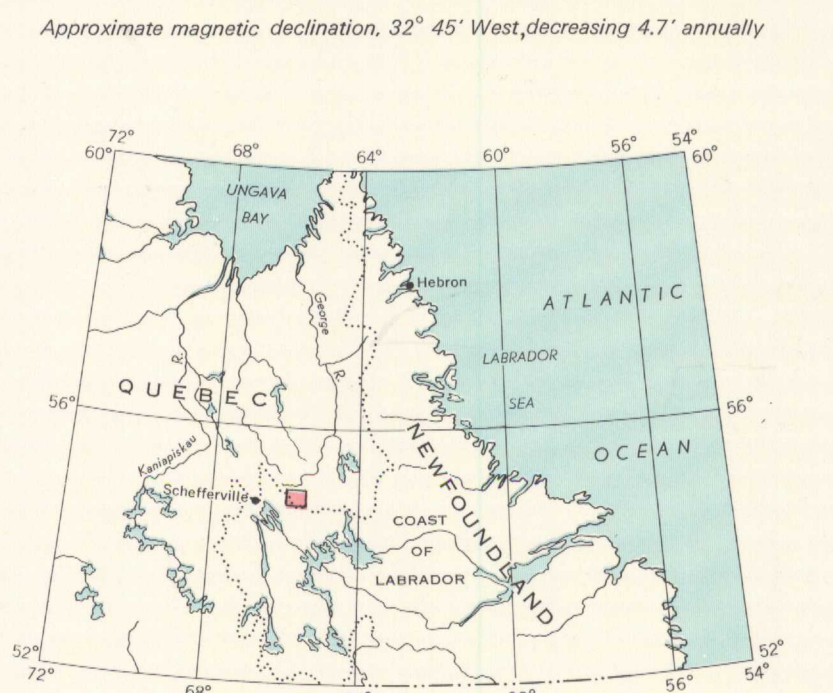 Approximate magnetic declination, 32° 45′ West, decreasing 4.7′ annually
72°
60°
68°
64°
60°
56°
54°
60°
UNGAVA
BAY
Hebron
George
R.
ATLANTIC
LABRADOR
SEA
OCEAN
R.
Kaniapiskau
QUEBEC
56°
56°
Schefferville
NEWFOUNDLAND
COAST
OF
LABRADOR
52°
72°
68°
56°
52°
54°